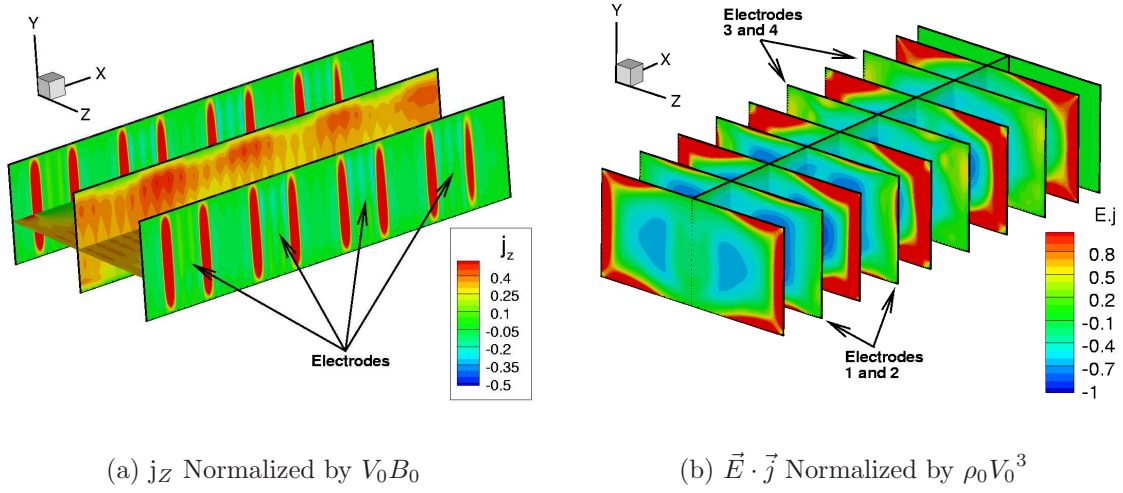 Y
X
Z
Electrodes
j_z
0.4
0.25
0.1
-0.05
-0.2
-0.35
-0.5
(a) j_Z Normalized by V_0B_0
Y
X
Z
Electrodes
3 and 4
Electrodes
1 and 2
E.j
0.8
0.5
0.2
-0.1
-0.4
-0.7
-1
(b) \vec{E} · \vec{j} Normalized by ρ_0V_0^3